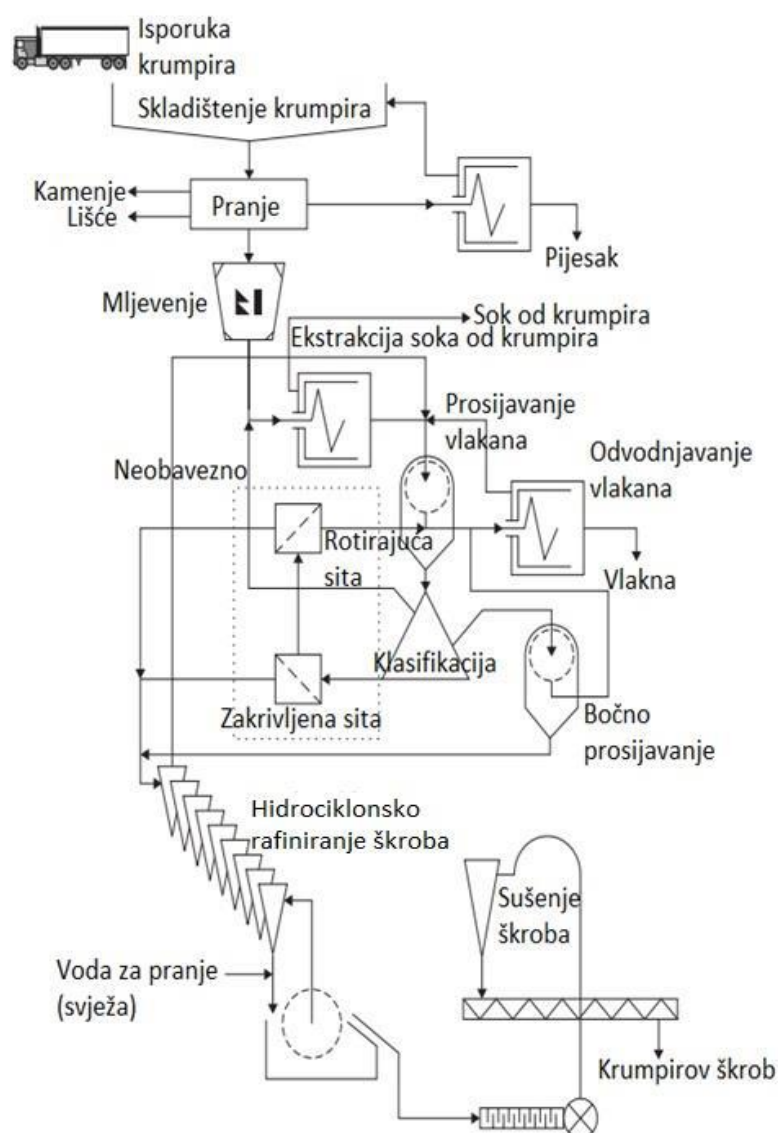 Isporuka
krumpira
Skladištenje krumpira
Kamenje
Lišće
Pranje
Pijesak
Mljevenje
Sok od krumpira
Ekstrakcija soka od krumpira
Prosijavanje
vlakana
Neobavezno
Odvodnjavanje
vlakana
Rotirajuća
sita
Vlakna
Klasifikacija
Zakrivljena sita
Bočno
prosijavanje
Hidrociklonsko
rafiniranje škroba
Sušenje
škroba
Voda za pranje
(svježa)
Krumpirov škrob